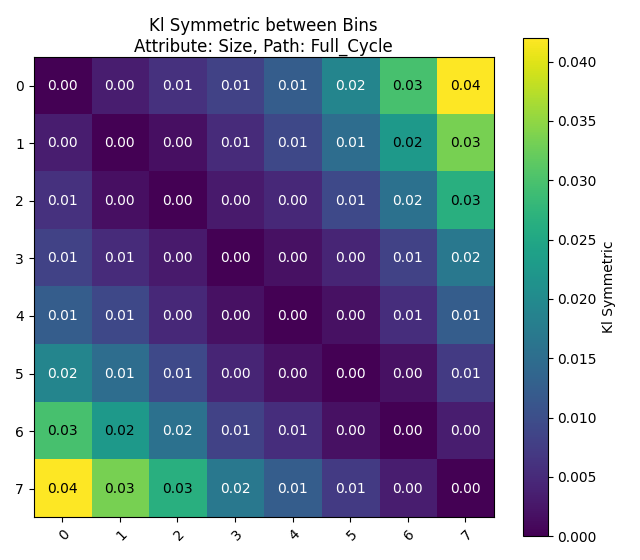 Kl Symmetric between Bins
Attribute: Size, Path: Full_Cycle
0 0.00 0.00 0.01 0.01 0.01 0.02 0.03 0.04
1 0.00 0.00 0.00 0.01 0.01 0.01 0.02 0.03
2 0.01 0.00 0.00 0.00 0.00 0.01 0.02 0.03
3 0.01 0.01 0.00 0.00 0.00 0.00 0.01 0.02
4 0.01 0.01 0.00 0.00 0.00 0.00 0.01 0.01
5 0.02 0.01 0.01 0.00 0.00 0.00 0.00 0.01
6 0.03 0.02 0.02 0.01 0.01 0.00 0.00 0.00
7 0.04 0.03 0.03 0.02 0.01 0.01 0.00 0.00
0 1 2 3 4 5 6 7
0.040
0.035
0.030
0.025
0.020
0.015
0.010
0.005
0.000
Kl Symmetric